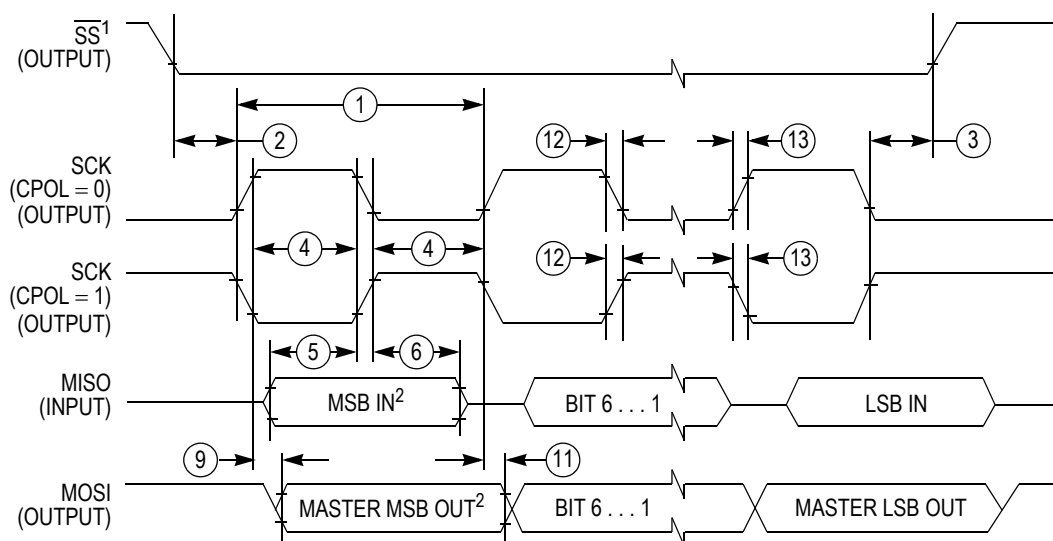 SS¹
(OUTPUT)
1
2
12
13
3
SCK
(CPOL = 0)
(OUTPUT)
4
4
SCK
(CPOL = 1)
(OUTPUT)
12
13
5
6
MISO
(INPUT)
MSB IN²
BIT 6 . . . 1
LSB IN
9
11
MOSI
(OUTPUT)
MASTER MSB OUT²
BIT 6 . . . 1
MASTER LSB OUT